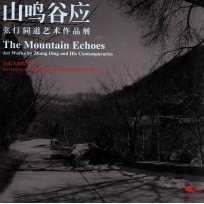 山鸣谷应
张仃同道艺术作品展
The Mountain Echoes
Art Works by Zhang Ding and His Contemporaries